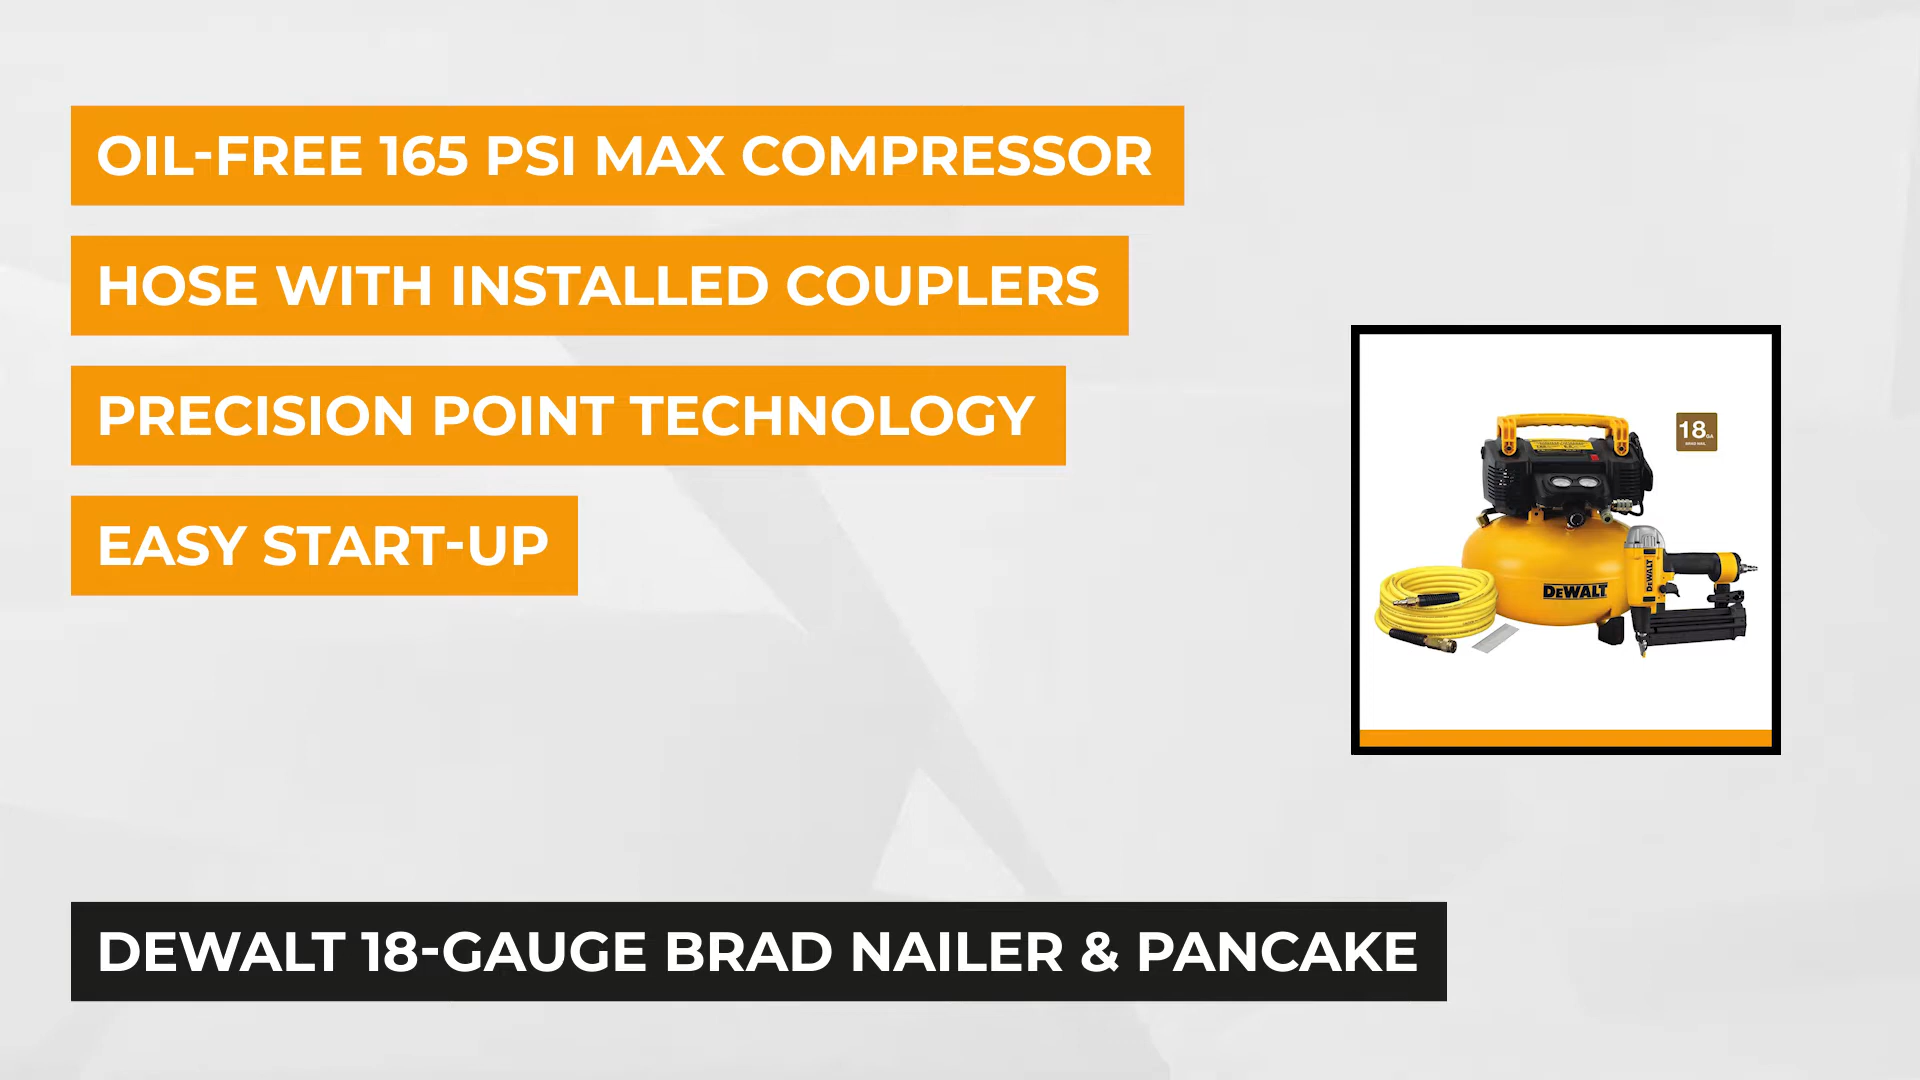 OIL-FREE 165 PSI MAX COMPRESSOR
HOSE WITH INSTALLED COUPLERS
PRECISION POINT TECHNOLOGY
EASY START-UP
18GA
DEWALT
DEWALT
DEWALT 18-GAUGE BRAD NAILER & PANCAKE